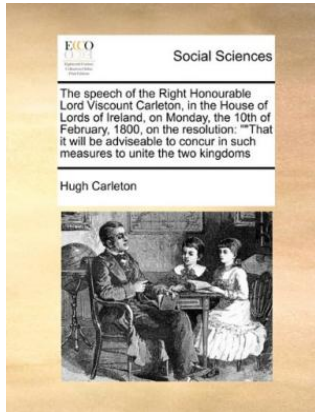 ECCO
Social Sciences
The speech of the Right Honourable
Lord Viscount Carleton, in the House of
Lords of Ireland, on Monday, the 10th of
February, 1800, on the resolution: ""That
it will be adviseable to concur in such
measures to unite the two kingdoms
Hugh Carleton